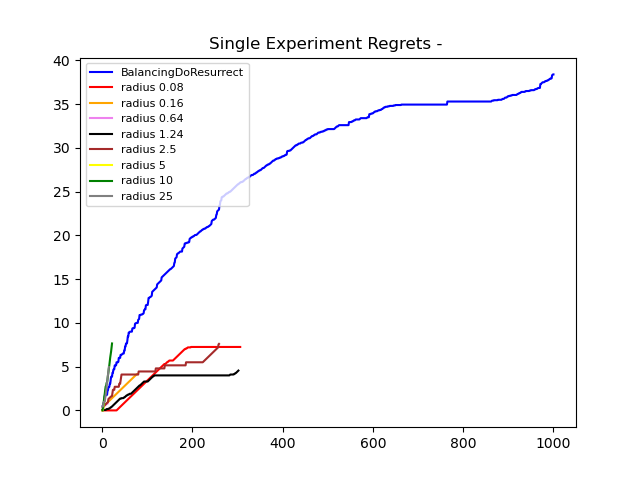 Single Experiment Regrets -
BalancingDoResurrect
radius 0.08
radius 0.16
radius 0.64
radius 1.24
radius 2.5
radius 5
radius 10
radius 25
40
35
30
25
20
15
10
5
0
0 200 400 600 800 1000